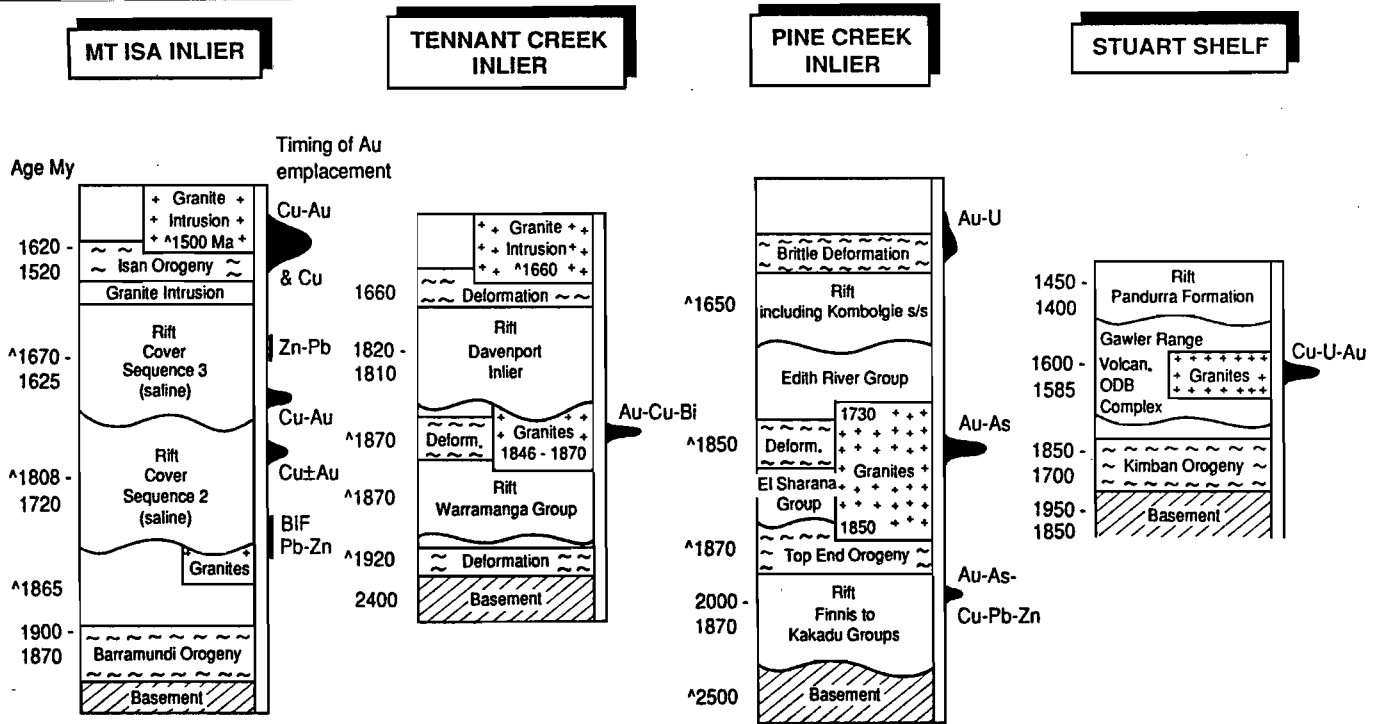 MT ISA INLIER
Age My
Timing of Au
emplacement
Granite
Intrusion
^1500 Ma
Cu-Au
1620 -
1520
Isan Orogeny
& Cu
Granite Intrusion
Rift
Cover
Sequence 3
(saline)
^1670 -
1625
Zn-Pb
Cu-Au
Rift
Cover
Sequence 2
(saline)
^1808 -
1720
Cu±Au
BIF
Pb-Zn
Granites
^1865
1900 -
1870
Barramundi Orogeny
Basement
TENNANT CREEK
INLIER
Granite
Intrusion
^1660
1660
Deformation
Rift
Davenport
Inlier
1820 -
1810
Au-Cu-Bi
^1870
Deform.
Granites
1846 - 1870
^1870
Rift
Warramanga Group
^1920
Deformation
2400
Basement
PINE CREEK
INLIER
Au-U
Brittle Deformation
^1650
Rift
including Kombolgie s/s
Edith River Group
^1850
Deform.
1730
Granites
1850
Au-As
El Sharana
Group
^1870
Top End Orogeny
Au-As-
Cu-Pb-Zn
2000 -
1870
Rift
Finnis to
Kakadu Groups
^2500
Basement
STUART SHELF
1450 -
1400
Rift
Pandurra Formation
Gawler Range
Volcan.
ODB
Complex
1600 -
1585
Granites
Cu-U-Au
1850 -
1700
Kimban Orogeny
1950 -
1850
Basement